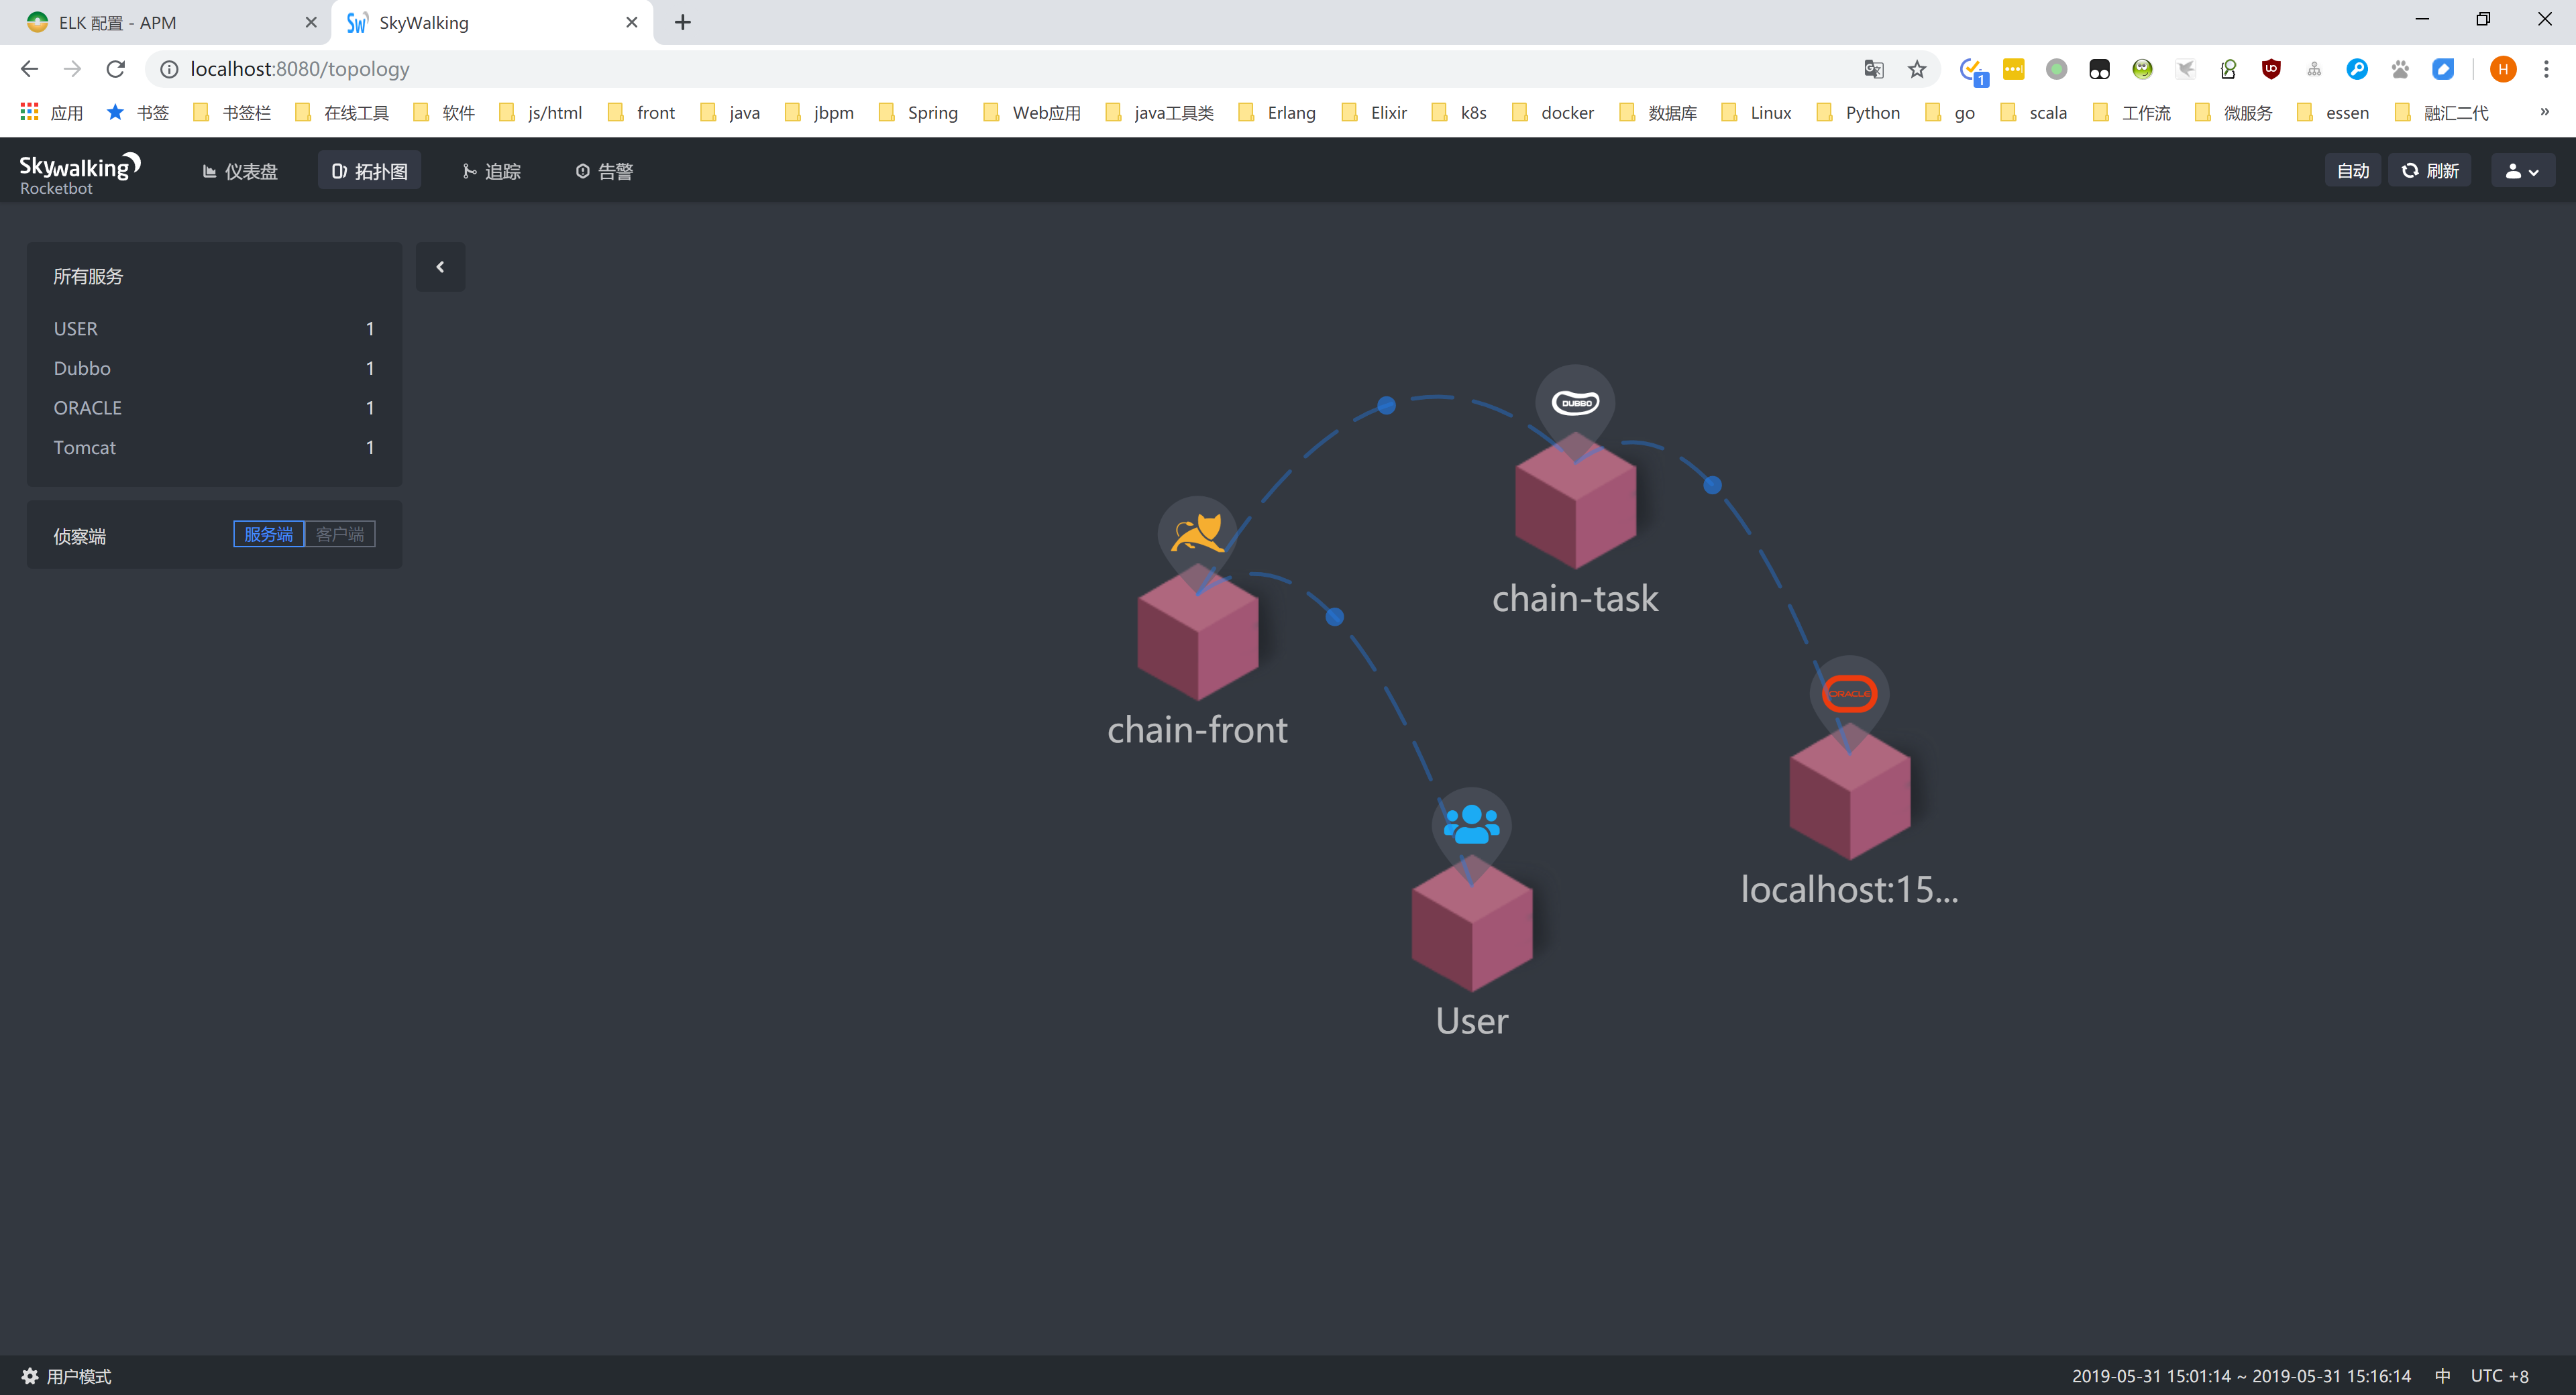 ELK 配置 - APM
SkyWalking
localhost:8080/topology
1
H
应用 书签 书签栏 在线工具 软件 js/html front java jbpm Spring Web应用 java工具类 Erlang Elixir k8s docker 数据库 Linux Python go scala 工作流 微服务 essen 融汇二代 »
Skywalking
Rocketbot
仪表盘 拓扑图 追踪 告警
自动 刷新
所有服务
USER 1
Dubbo 1
ORACLE 1
Tomcat 1
侦察端 服务端 客户端
DUBBO
chain-task
chain-front
ORACLE
localhost:15...
User
用户模式
2019-05-31 15:01:14 ~ 2019-05-31 15:16:14 中 UTC +8